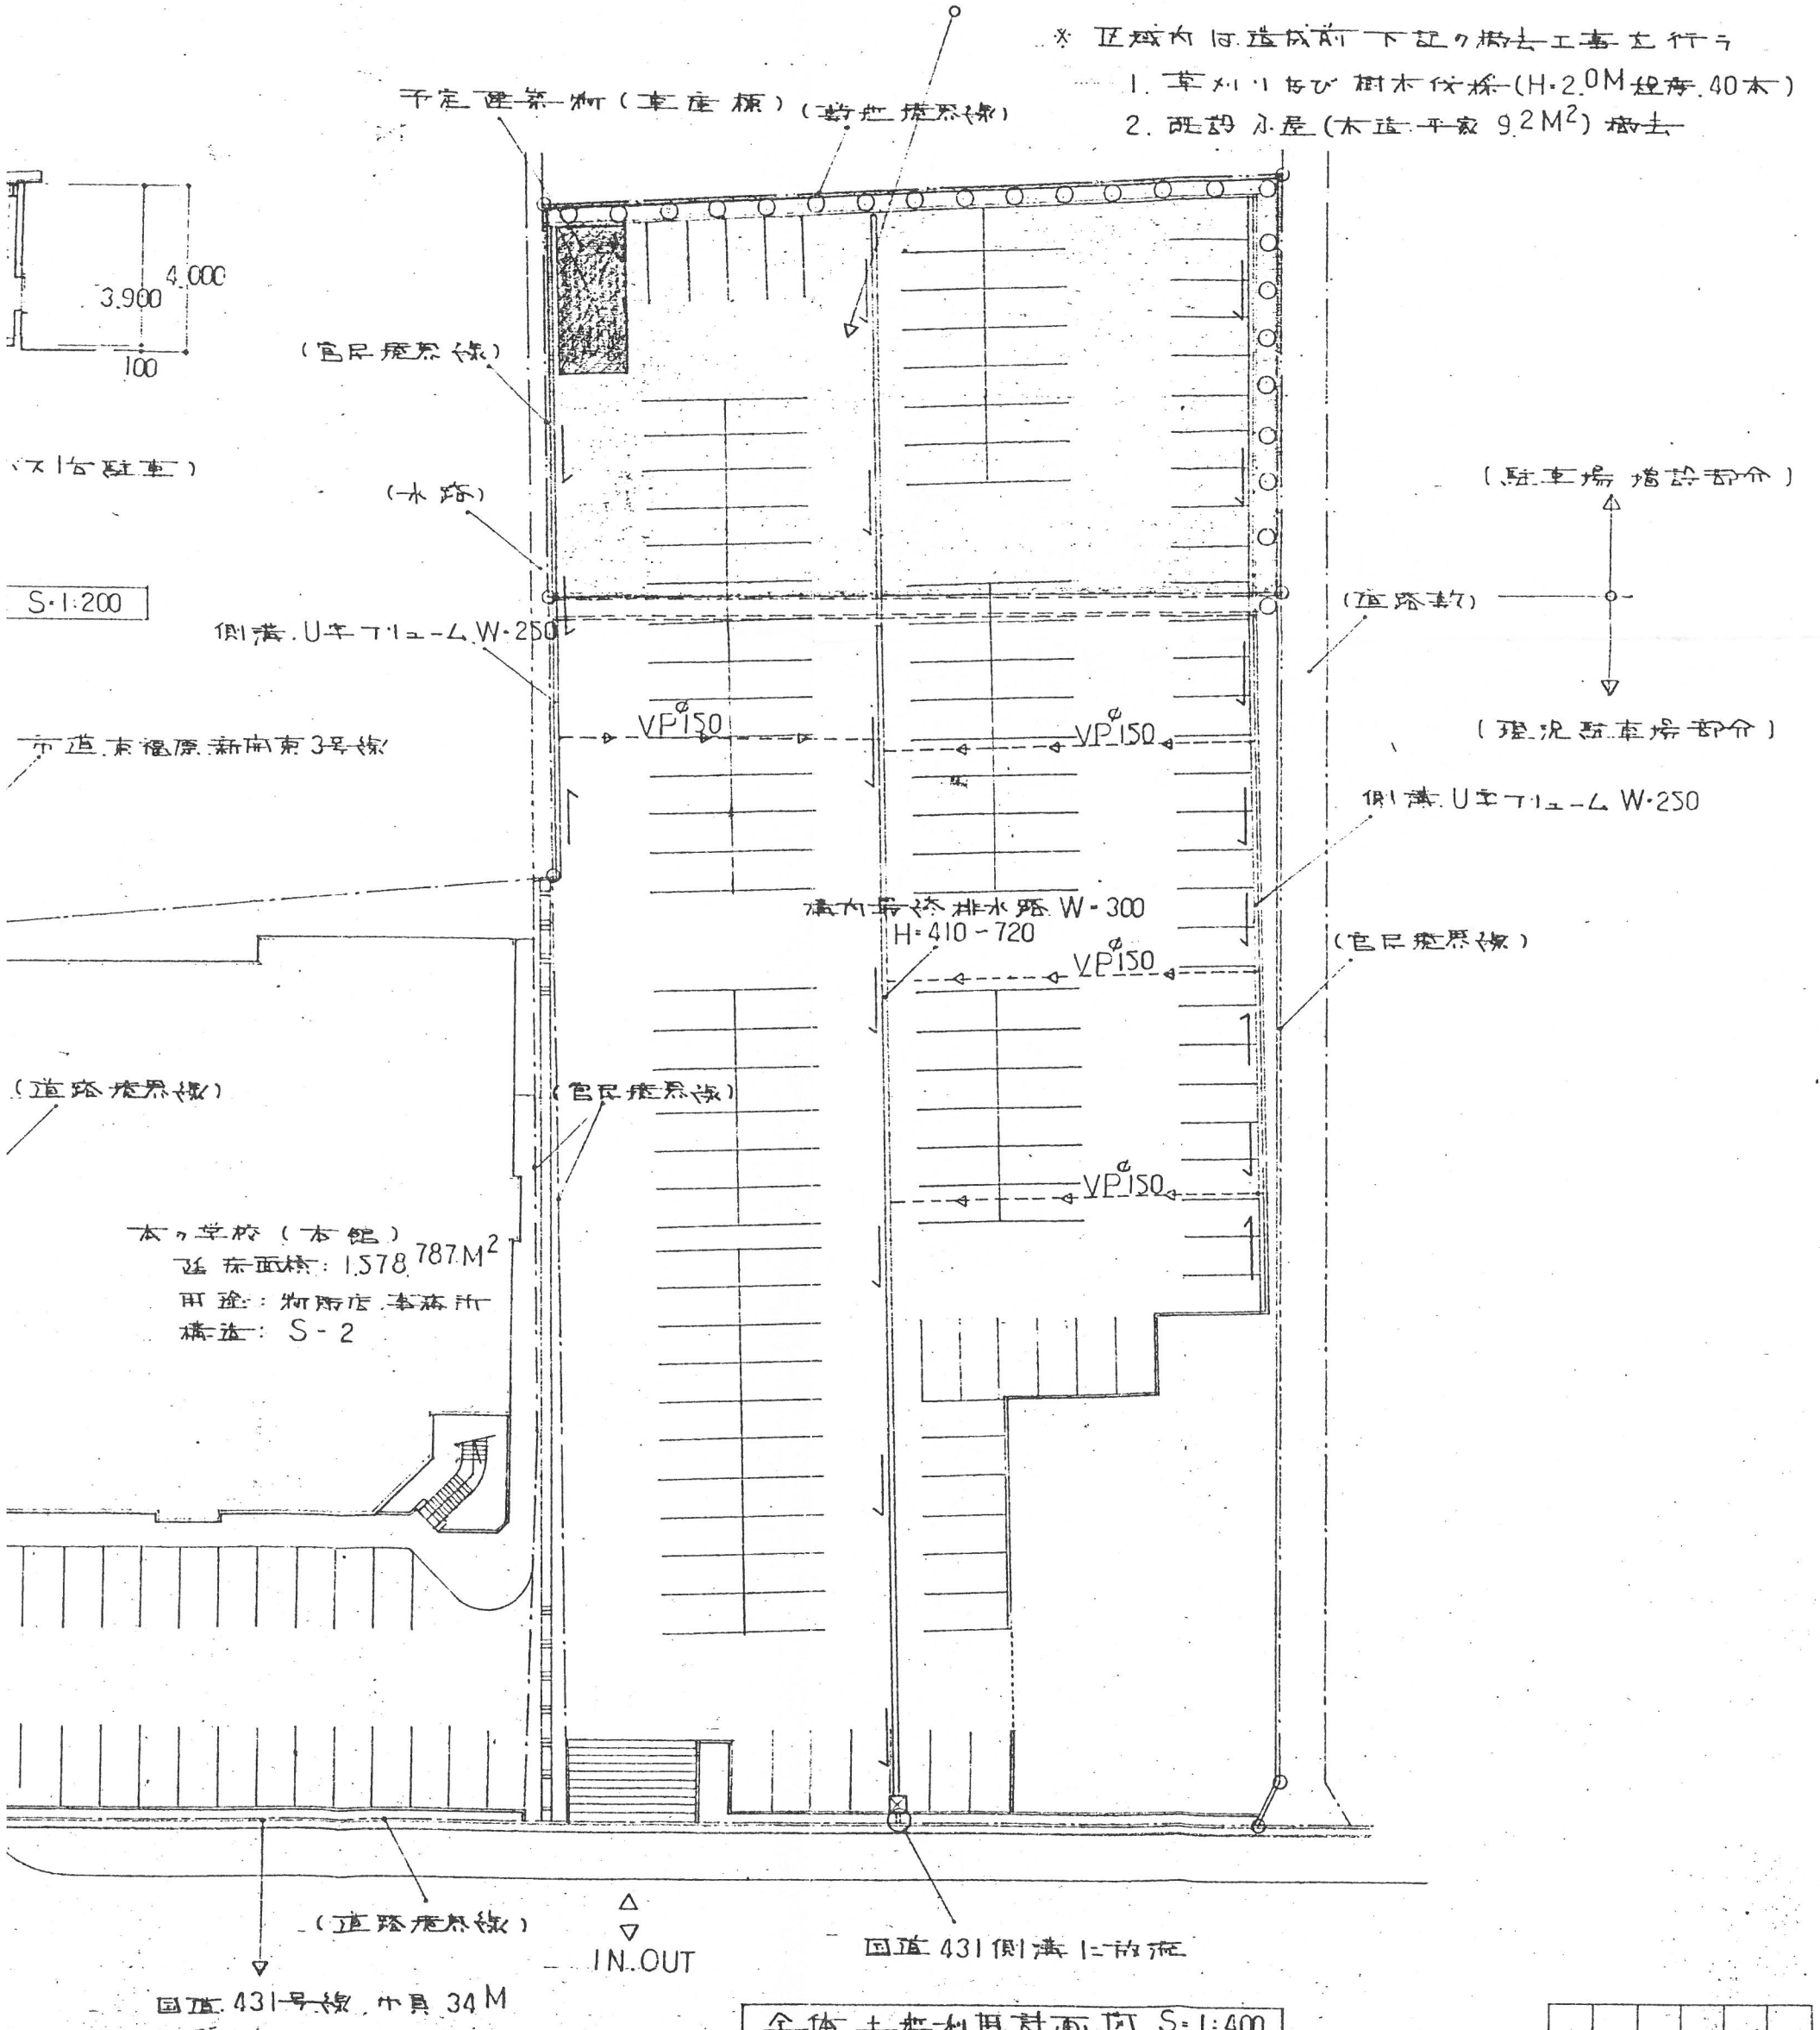 ※ 区域内は造成前下記の撤去工事を行う
1. 草刈り及び樹木伐採(H=2.0M程度.40本)
2. 既設小屋(木造平家 9.2M²)撤去
予定建築物(車庫棟)
(敷地境界線)
4.000
3.900
100
(官民境界線)
バス1台駐車)
(水路)
(駐車場増設部分)
S=1:200
(道路敷)
側溝.U字フリューム.W=250
VPφ150
VPφ150
市道.東福原新開東3号線
(現況駐車場部分)
側溝.U字フリューム W=250
構内最終排水路 W=300
H=410-720
(官民境界線)
VPφ150
(道路境界線)
(官民境界線)
VPφ150
本の学校(本館)
延床面積: 1,578.787M²
用途: 物販店.事務所
構造: S-2
(道路境界線)
IN.OUT
国道431側溝に放流
国道.431号線.巾員34M
全体土地利用計画図 S=1:400